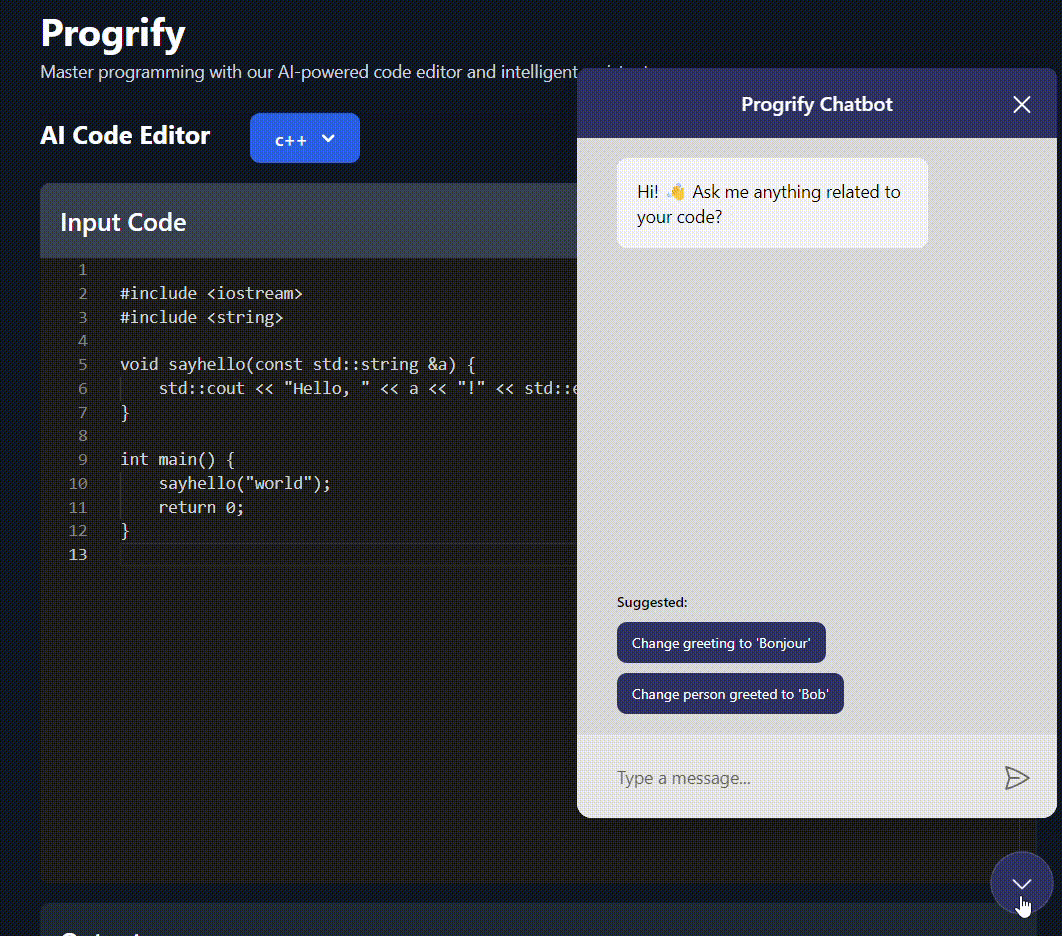 Progrify
Master programming with our AI-powered code editor and intelligent
AI Code Editor
c++
Input Code
1
2 #include <iostream>
3 #include <string>
4
5 void sayhello(const std::string &a) {
6 std::cout << "Hello, " << a << "!" << std::e
7 }
8
9 int main() {
10 sayhello("world");
11 return 0;
12 }
13
Progrify Chatbot
Hi! 👋 Ask me anything related to
your code?
Suggested:
Change greeting to 'Bonjour'
Change person greeted to 'Bob'
Type a message...